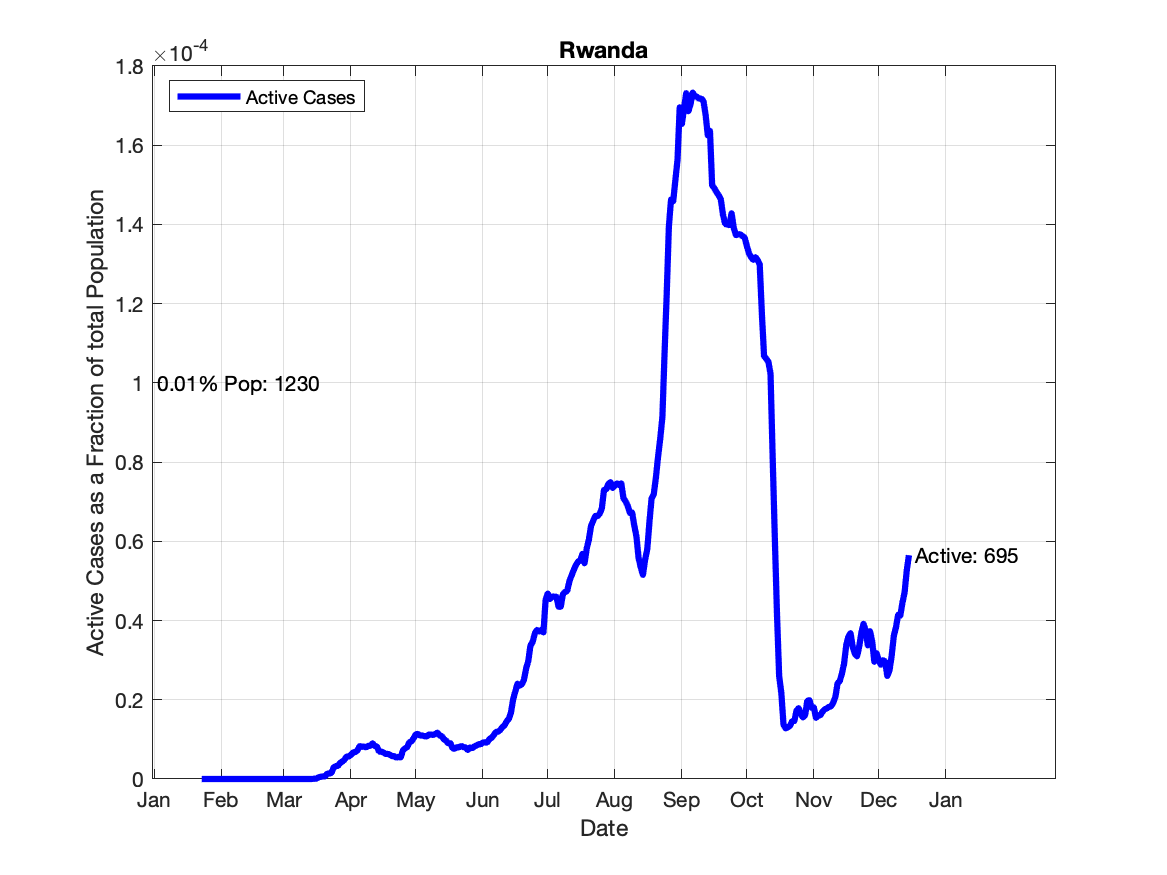 Rwanda
×10-4
Active Cases
1.8
1.6
1.4
1.2
1
0.8
0.6
0.4
0.2
0
Active Cases as a Fraction of total Population
0.01% Pop: 1230
Active: 695
Jan Feb Mar Apr May Jun Jul Aug Sep Oct Nov Dec Jan
Date